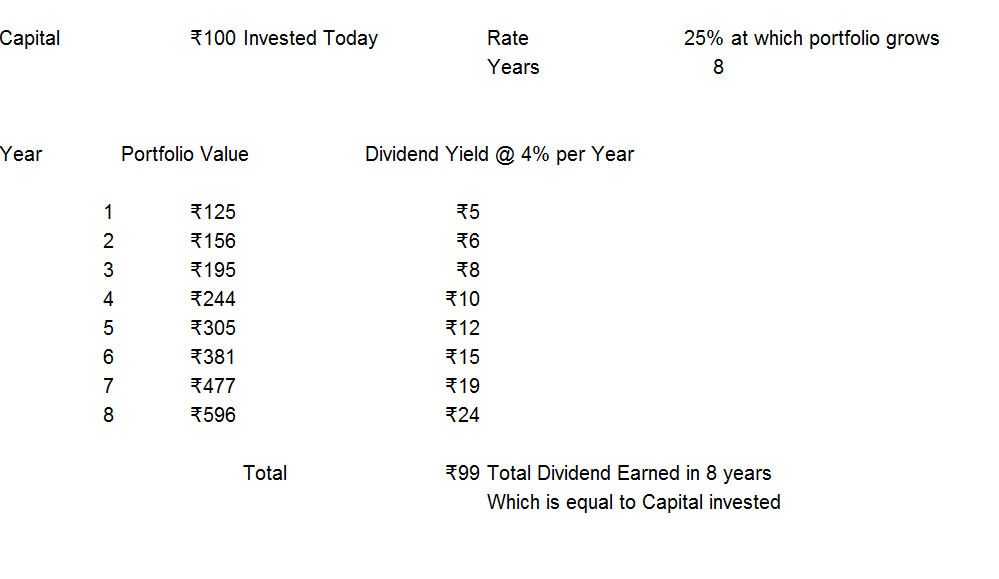 Capital ₹100 Invested Today Rate 25% at which portfolio grows
Years 8
Year Portfolio Value Dividend Yield @ 4% per Year
1 ₹125 ₹5
2 ₹156 ₹6
3 ₹195 ₹8
4 ₹244 ₹10
5 ₹305 ₹12
6 ₹381 ₹15
7 ₹477 ₹19
8 ₹596 ₹24
Total ₹99 Total Dividend Earned in 8 years
Which is equal to Capital invested